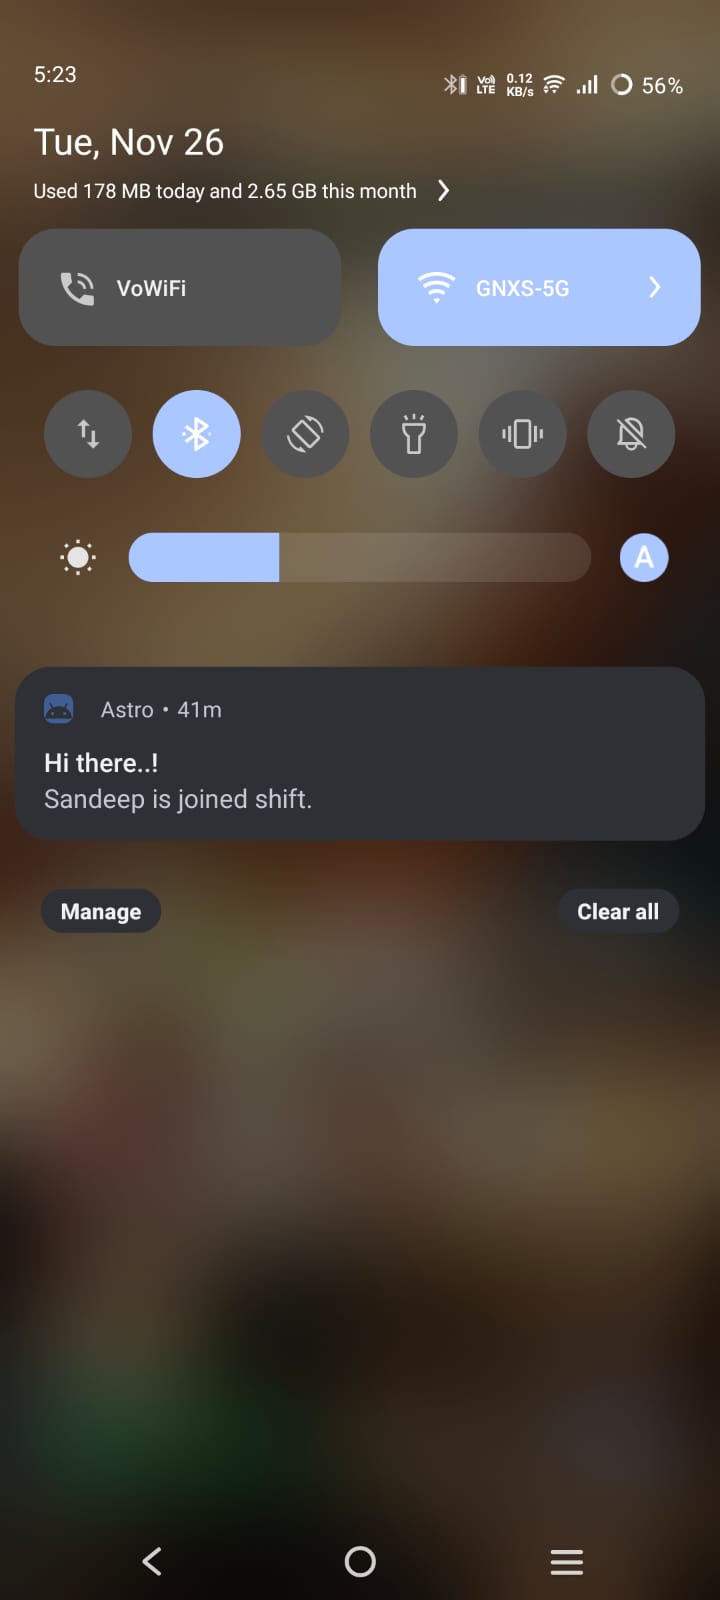 5:23
Vo) LTE 0.12 KB/s 56%
Tue, Nov 26
Used 178 MB today and 2.65 GB this month
VoWiFi
GNXS-5G
A
Astro • 41m
Hi there..!
Sandeep is joined shift.
Manage
Clear all